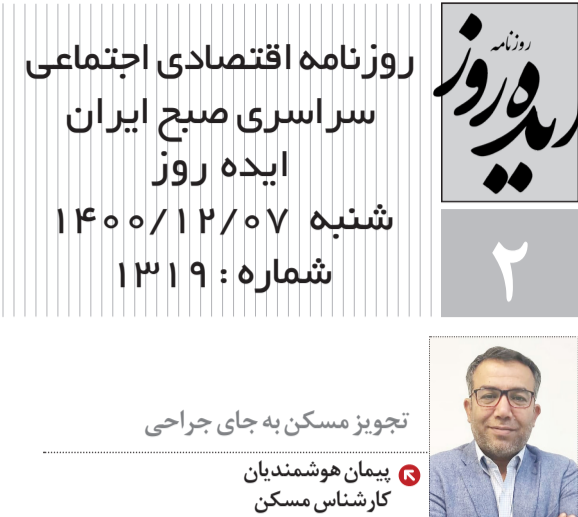 روزنامه
ایده روز
روزنامه اقتصادی اجتماعی
سراسری صبح ایران
ایده روز
شنبه ۱۴۰۰/۱۲/۰۷
شماره : ۱۳۱۹
۲
تجویز مسکن به جای جراحی
پیمان هوشمندیان
کارشناس مسکن